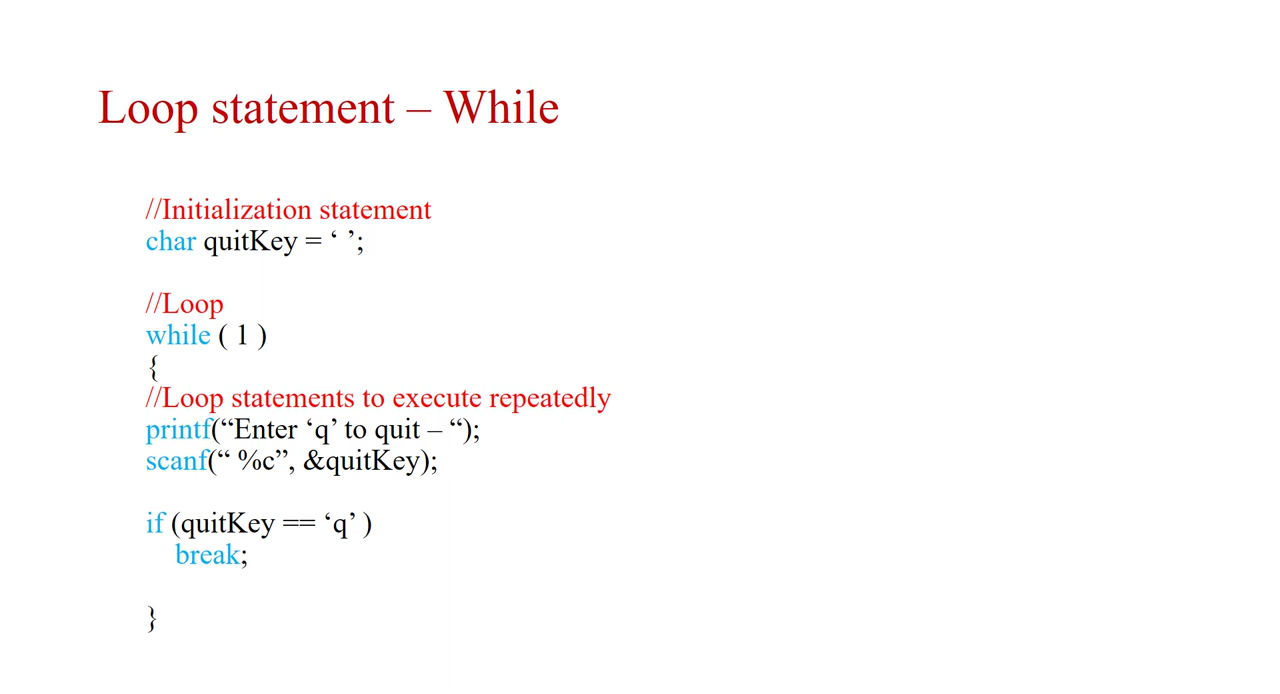 Loop statement – While
//Initialization statement
char quitKey = ‘ ’;
//Loop
while ( 1 )
{
//Loop statements to execute repeatedly
printf(“Enter ‘q’ to quit – “);
scanf(“ %c”, &quitKey);
if (quitKey == ‘q’ )
break;
}